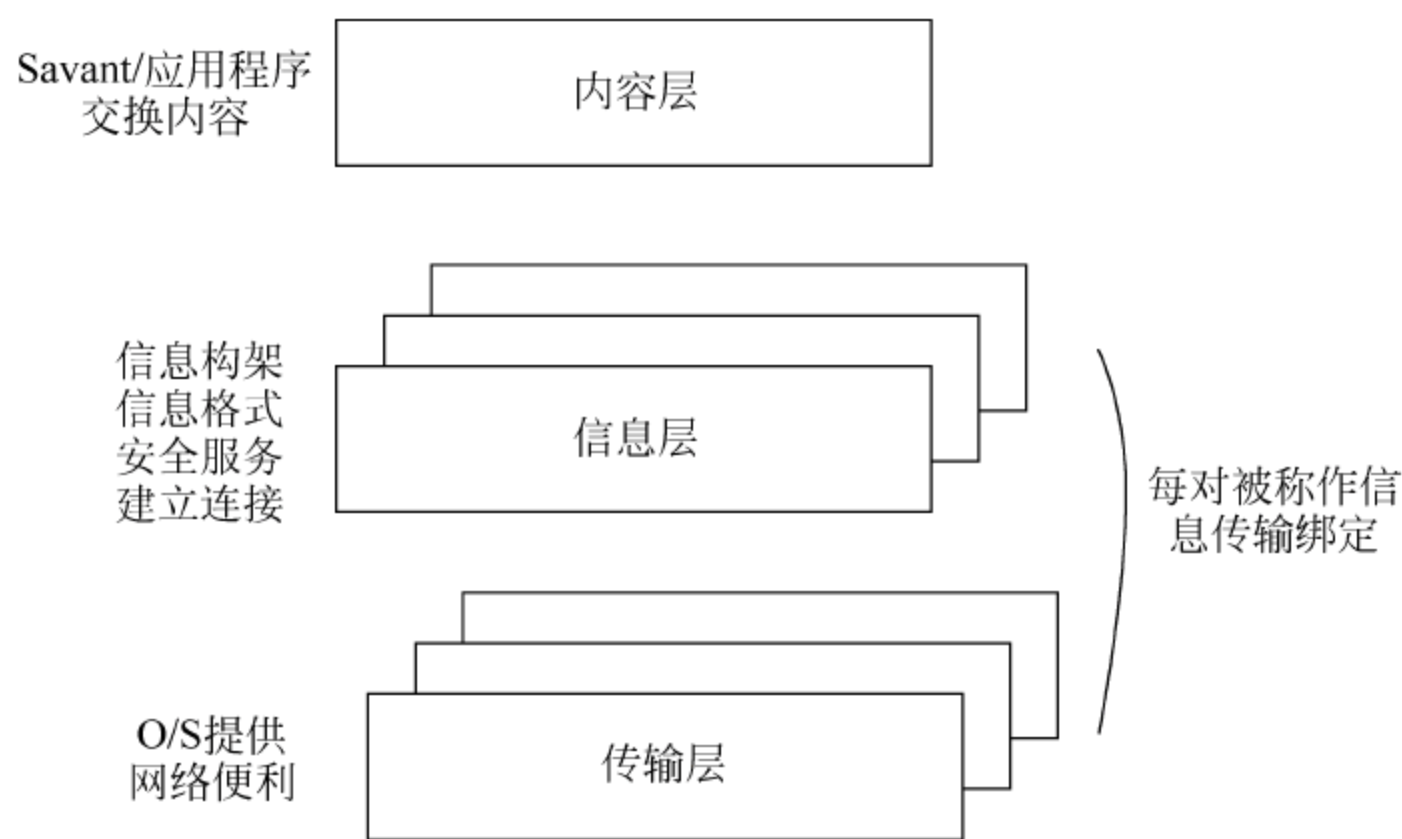 Savant/应用程序
交换内容
内容层
信息构架
信息格式
安全服务
建立连接
信息层
每对被称作信
息传输绑定
O/S提供
网络便利
传输层